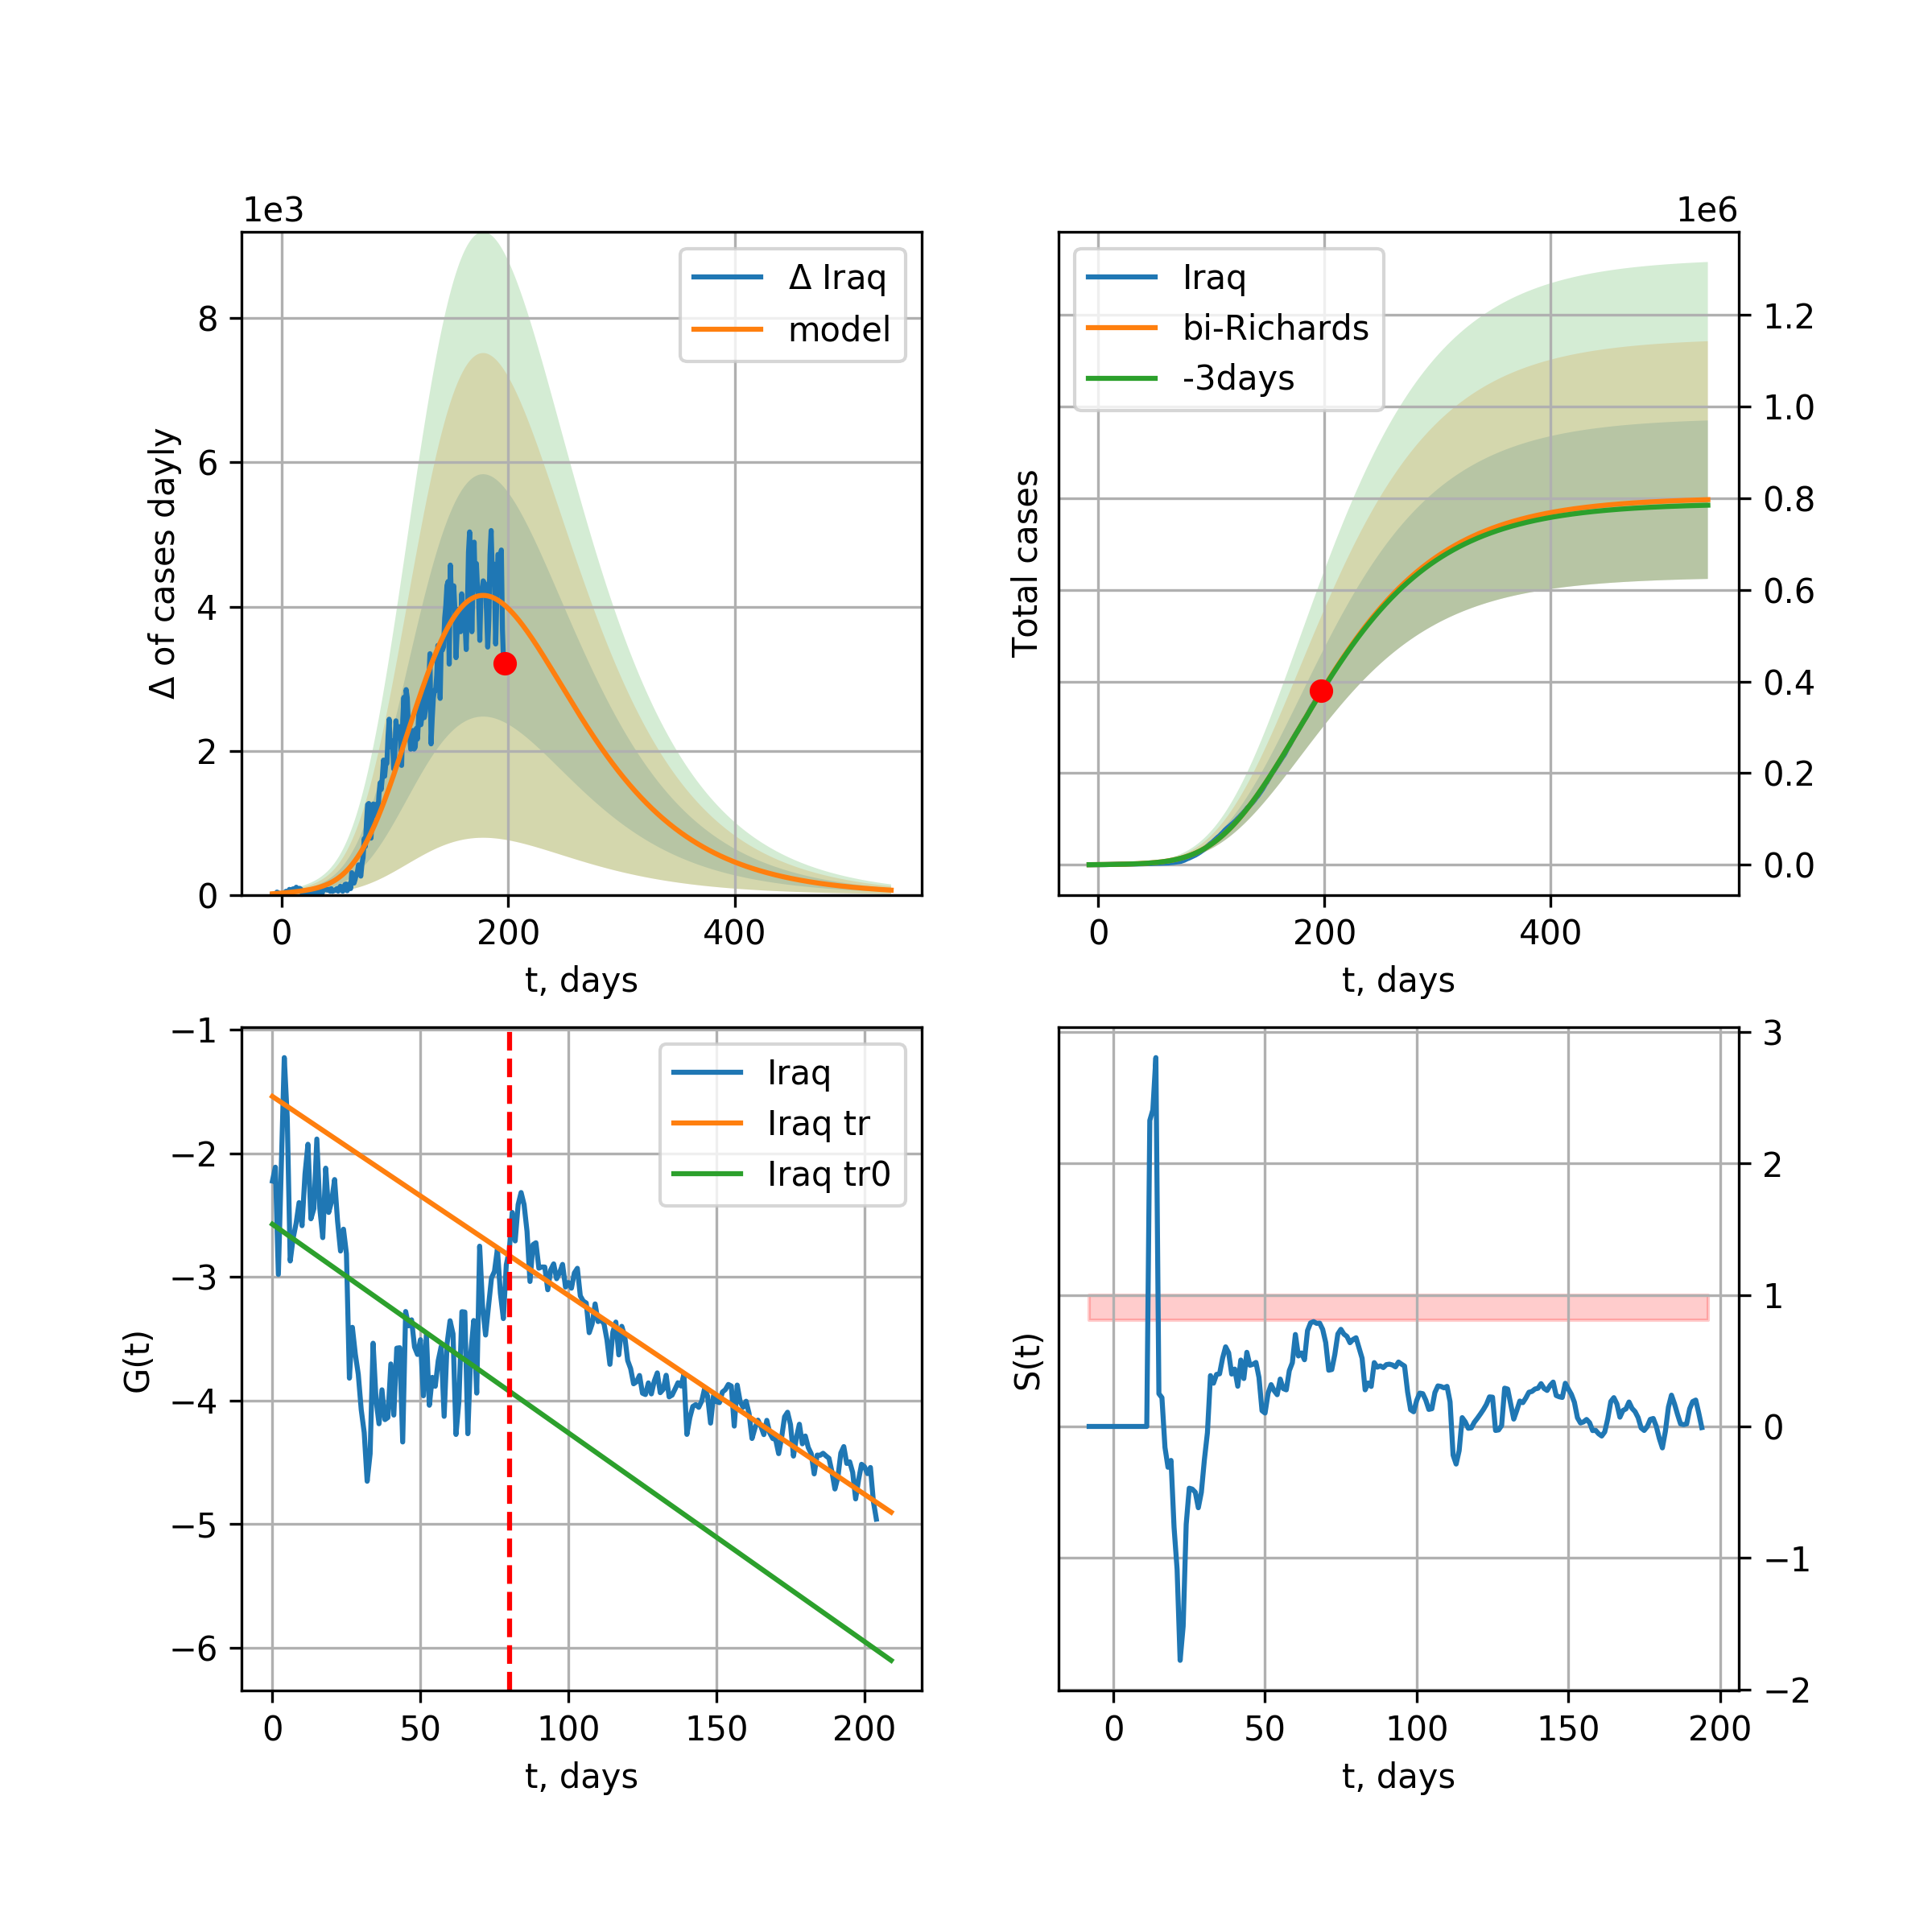 1e3
Δ Iraq
model
8
6
4
2
0
Δ of cases dayly
0 200 400
t, days
1e6
Iraq
bi-Richards
-3days
1.2
1.0
0.8
0.6
0.4
0.2
0.0
Total cases
0 200 400
t, days
−1
−2
−3
−4
−5
−6
G(t)
Iraq
Iraq tr
Iraq tr0
0 50 100 150 200
t, days
3
2
1
0
−1
−2
S(t)
0 50 100 150 200
t, days